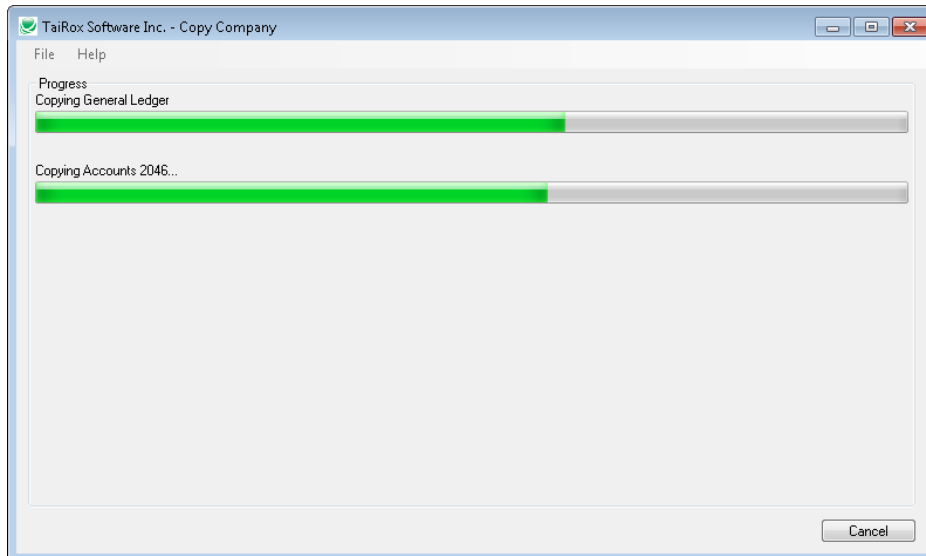 TaiRox Software Inc. - Copy Company
File Help
Progress
Copying General Ledger
Copying Accounts 2046...
Cancel